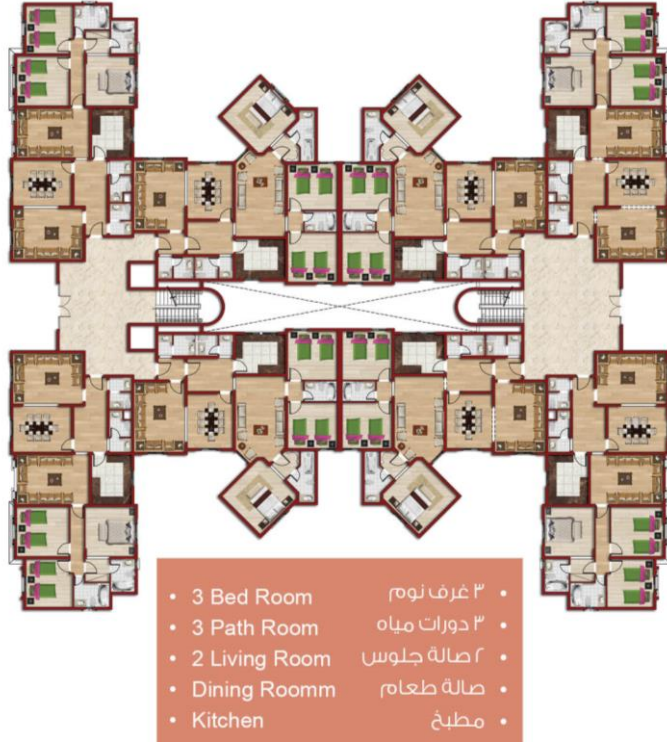 • 3 Bed Room
• 3 Path Room
• 2 Living Room
• Dining Roomm
• Kitchen
• ٣ غرف نوم
• ٣ دورات مياه
• ٢ صالة جلوس
• صالة طعام
• مطبخ